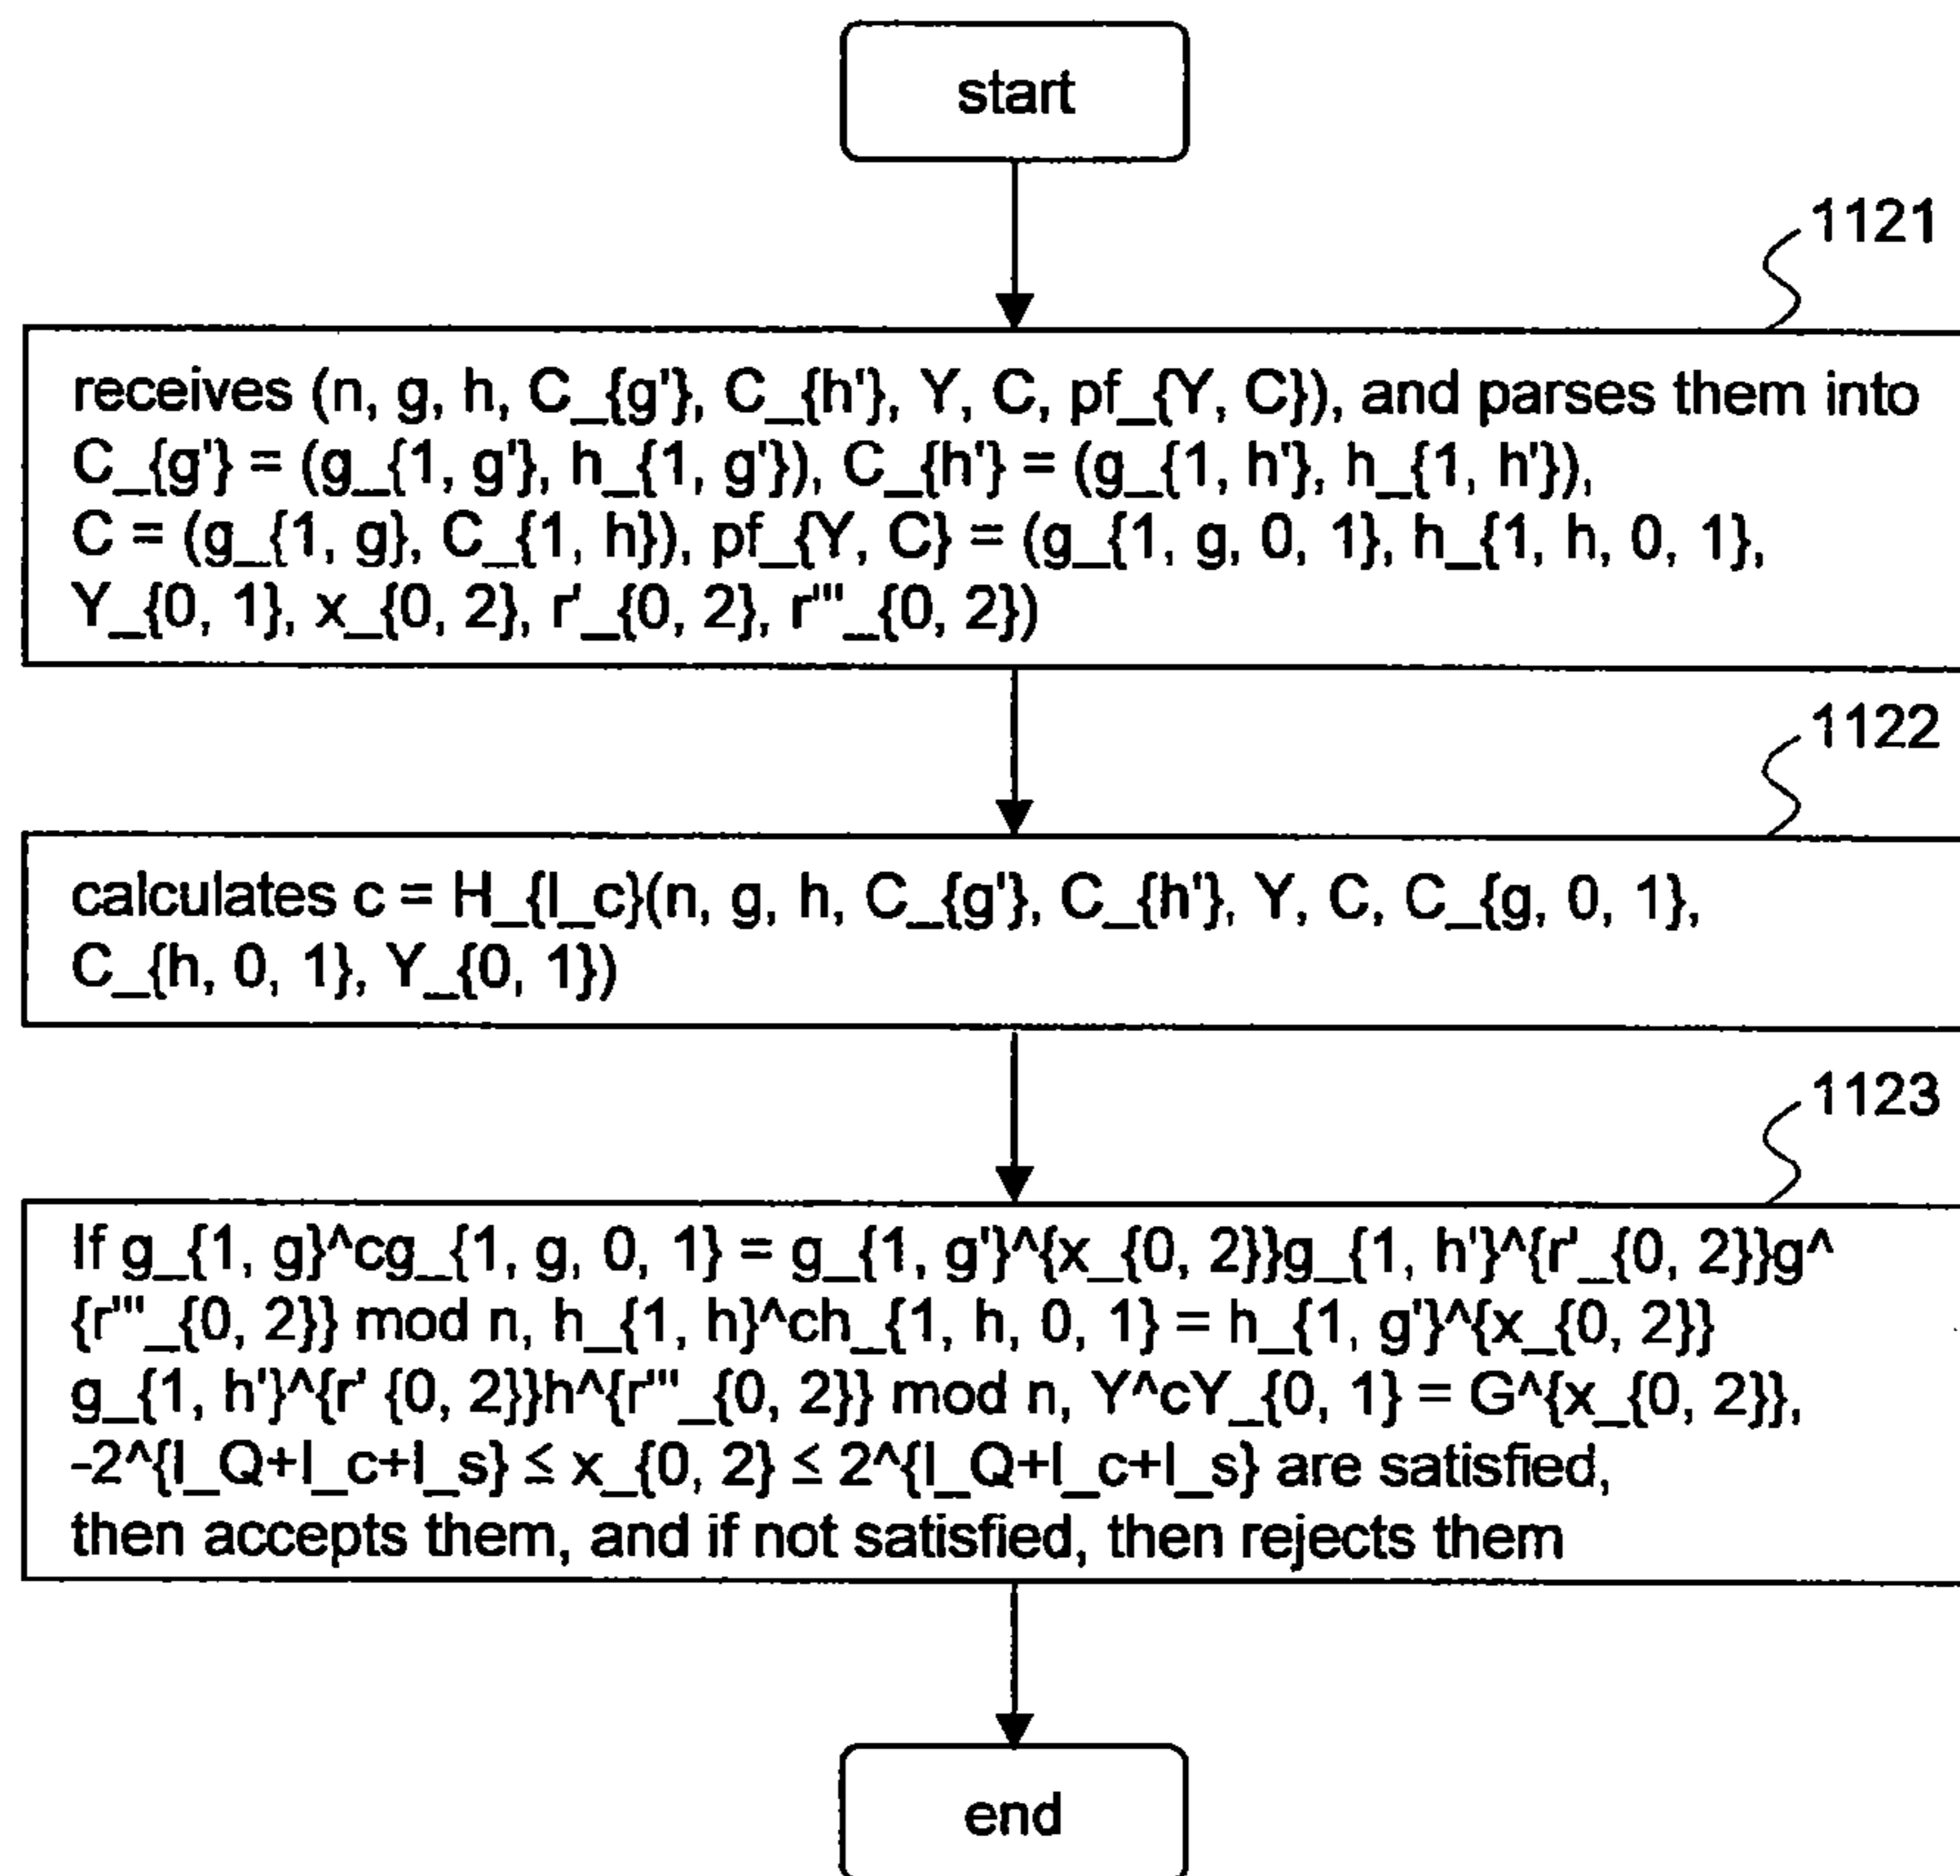 start
1121
receives (n, g, h, C_{g'}, C_{h'}, Y, C, pf_{Y, C}), and parses them into
C_{g'} = (g_{1, g'}, h_{1, g'}), C_{h'} = (g_{1, h'}, h_{1, h'}),
C = (g_{1, g}, C_{1, h}), pf_{Y, C} = (g_{1, g, 0, 1}, h_{1, h, 0, 1},
Y_{0, 1}, x_{0, 2}, r'_{0, 2}, r'''_{0, 2})
1122
calculates c = H_{l_c}(n, g, h, C_{g'}, C_{h'}, Y, C, C_{g, 0, 1},
C_{h, 0, 1}, Y_{0, 1})
1123
If g_{1, g}^cg_{1, g, 0, 1} = g_{1, g'}^{x_{0, 2}}g_{1, h'}^{r'_{0, 2}}g^
{r'''_{0, 2}} mod n, h_{1, h}^ch_{1, h, 0, 1} = h_{1, g'}^{x_{0, 2}}
g_{1, h'}^{r' {0, 2}}h^{r'''_{0, 2}} mod n, Y^cY_{0, 1} = G^{x_{0, 2}},
-2^{l_Q+l_c+l_s} ≤ x_{0, 2} ≤ 2^{l_Q+l_c+l_s} are satisfied,
then accepts them, and if not satisfied, then rejects them
end